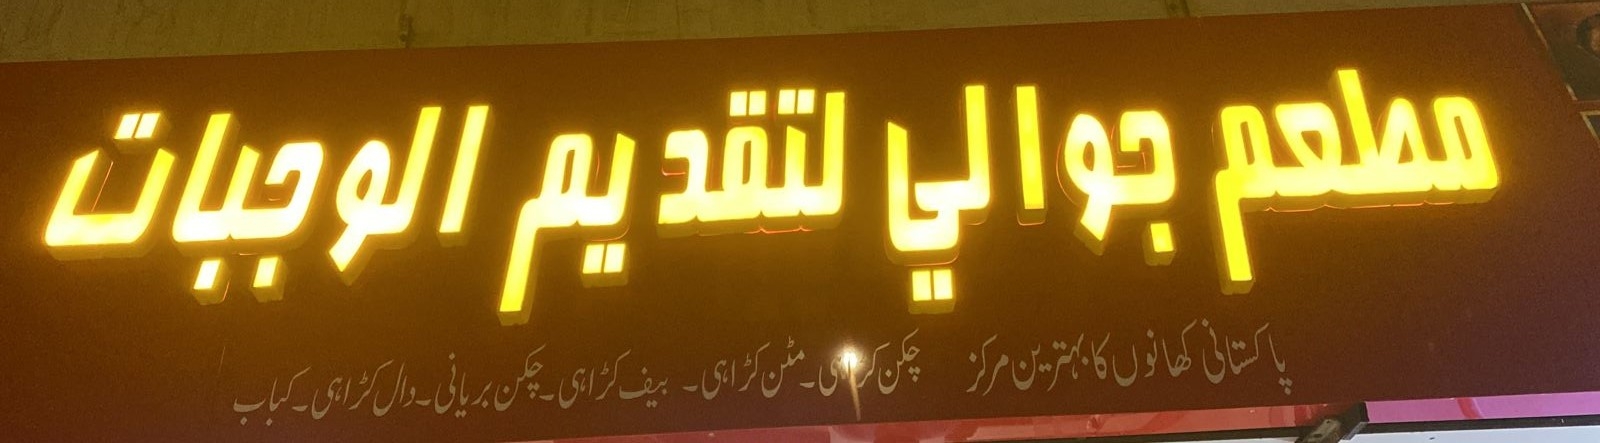 مطعم جوالي لتقديم الوجبات
پاکستانی کھانوں کا بہترین مرکز چکن کڑاہی۔مٹن کڑاہی۔ بیف کڑاہی۔چکن بریانی۔دال کڑاہی۔کباب